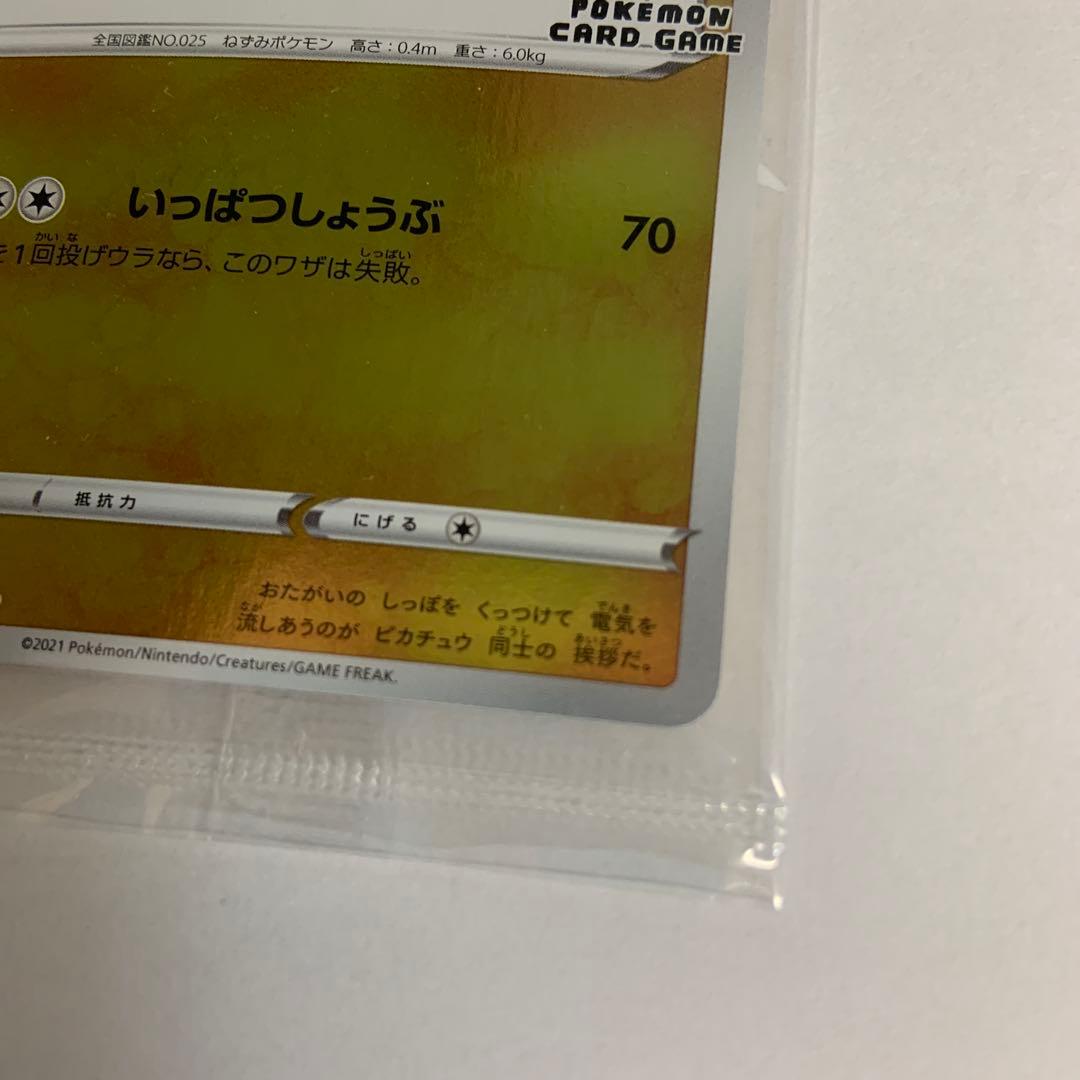 POKÉMON
CARD GAME
全国図鑑NO.025 ねずみポケモン 高さ:0.4m 重さ:6.0kg
いっぱつしょうぶ 70
を1回投げウラなら、このワザは失敗。
抵抗力
にげる
おたがいの しっぽを くっつけて 電気を
流しあうのが ピカチュウ 同士の 挨拶だ。
©2021 Pokémon/Nintendo/Creatures/GAME FREAK.